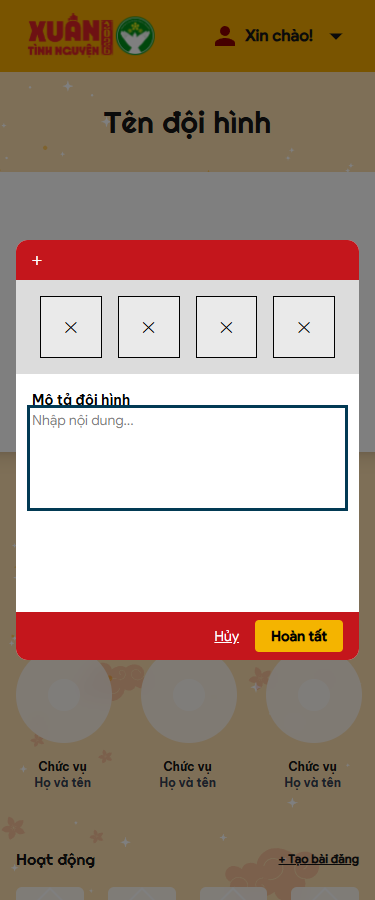 XUÂN
TÌNH NGUYỆN
Xin chào!
Tên đội hình
+
Mô tả đội hình
Nhập nội dung...
Hủy
Hoàn tất
Chức vụ
Họ và tên
Chức vụ
Họ và tên
Chức vụ
Họ và tên
Hoạt động
+ Tạo bài đăng